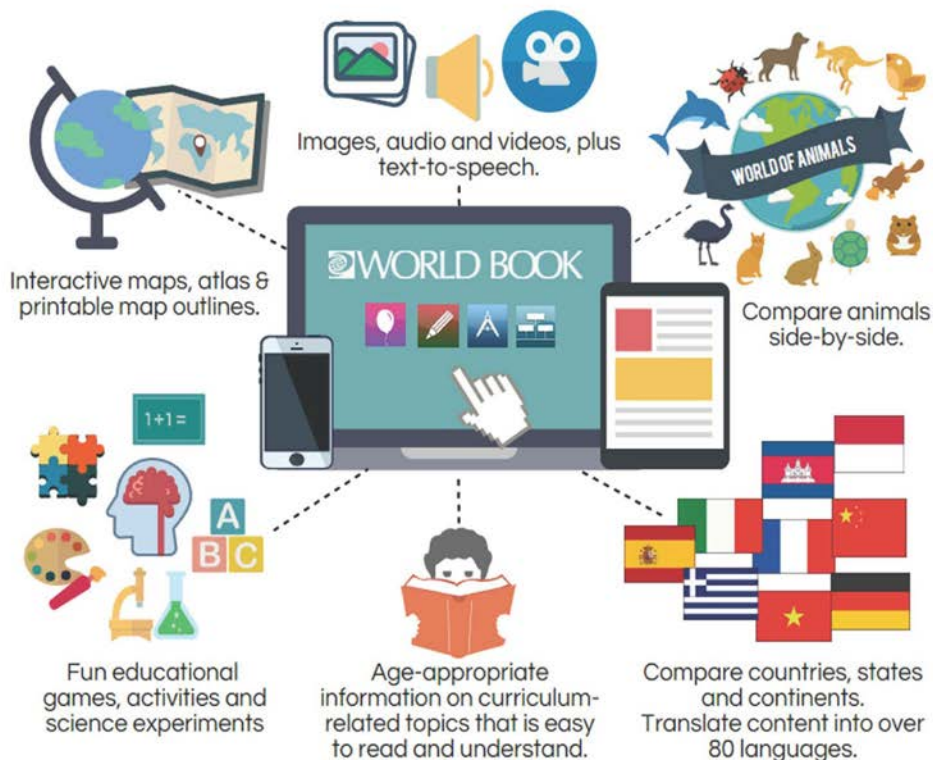 Images, audio and videos, plus
text-to-speech.
WORLD OF ANIMALS
Interactive maps, atlas &
printable map outlines.
WORLD BOOK
Compare animals
side-by-side.
1+1=
A
B C
Fun educational
games, activities and
science experiments
Age-appropriate
information on curriculum-
related topics that is easy
to read and understand.
Compare countries, states
and continents.
Translate content into over
80 languages.